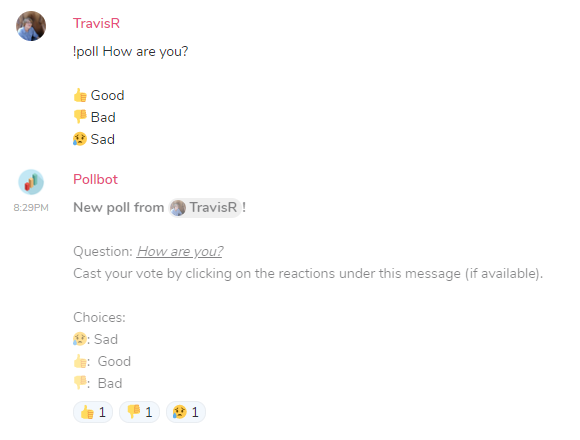 TravisR
!poll How are you?
👍 Good
👎 Bad
😢 Sad
Pollbot
8:29PM
New poll from TravisR!
Question: How are you?
Cast your vote by clicking on the reactions under this message (if available).
Choices:
😢: Sad
👍: Good
👎: Bad
👍 1 👎 1 😢 1